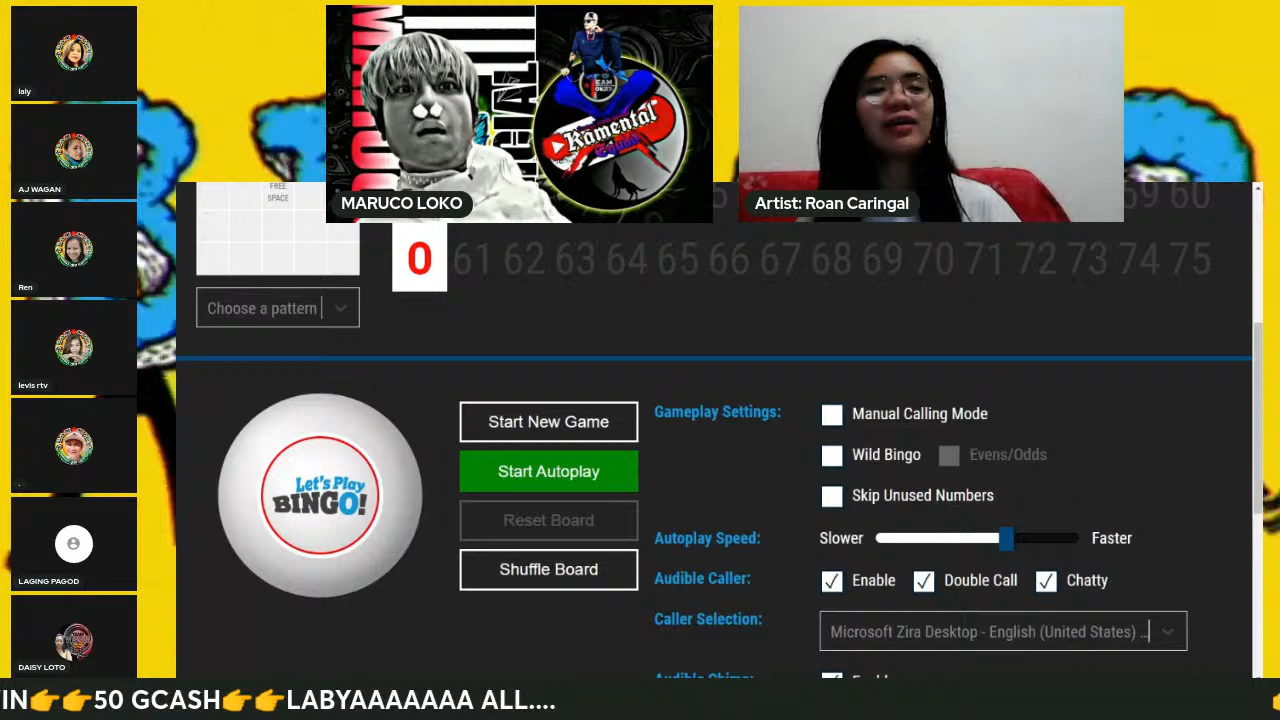 laly
AJ WAGAN
Ren
levis rtv
LAGING PAGOD
DAISY LOTO
MARUCO LOKO
Kamental
Artist: Roan Caringal
FREE
SPACE
69 60
0 61 62 63 64 65 66 67 68 69 70 71 72 73 74 75
Choose a pattern
Let's Play
BINGO!
Start New Game
Start Autoplay
Reset Board
Shuffle Board
Gameplay Settings:
Manual Calling Mode
Wild Bingo
Evens/Odds
Skip Unused Numbers
Autoplay Speed:
Slower
Faster
Audible Caller:
Enable
Double Call
Chatty
Caller Selection:
Microsoft Zira Desktop - English (United States) ...
IN👉👉50 GCASH👉👉LABYAAAAAAA ALL....